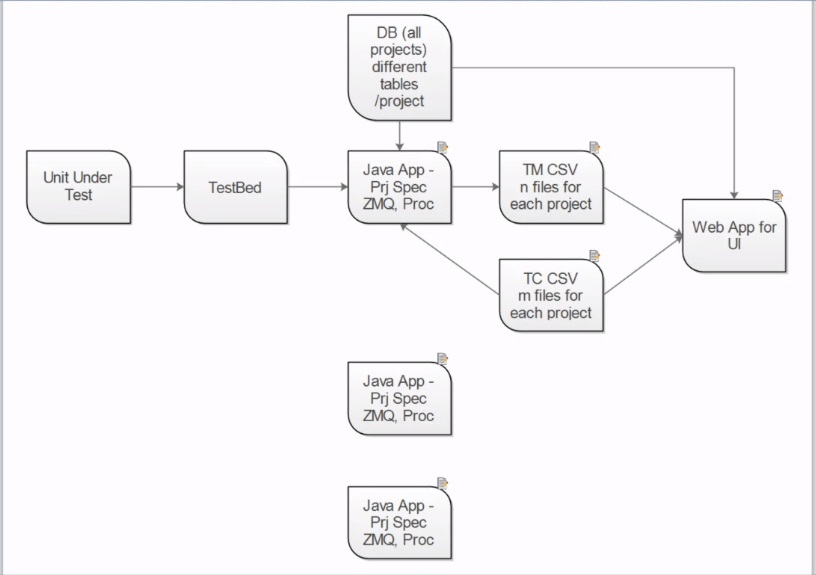 DB (all
projects)
different
tables
/project
Unit Under
Test
TestBed
Java App -
Prj Spec
ZMQ, Proc
TM CSV
n files for
each project
Web App for
UI
TC CSV
m files for
each project
Java App -
Prj Spec
ZMQ, Proc
Java App -
Prj Spec
ZMQ, Proc